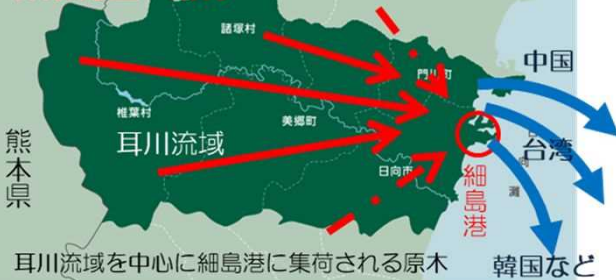 諸塚村
門川町
中国
椎葉村
美郷町
耳川流域
熊本県
日向市
細島港
台湾
灘
耳川流域を中心に細島港に集荷される原木
韓国など